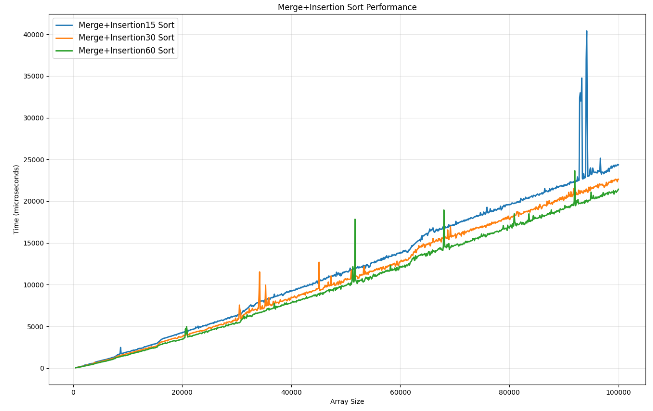 Merge+Insertion Sort Performance
Merge+Insertion15 Sort
Merge+Insertion30 Sort
Merge+Insertion60 Sort
Time (microseconds)
40000
35000
30000
25000
20000
15000
10000
5000
0
0 20000 40000 60000 80000 100000
Array Size